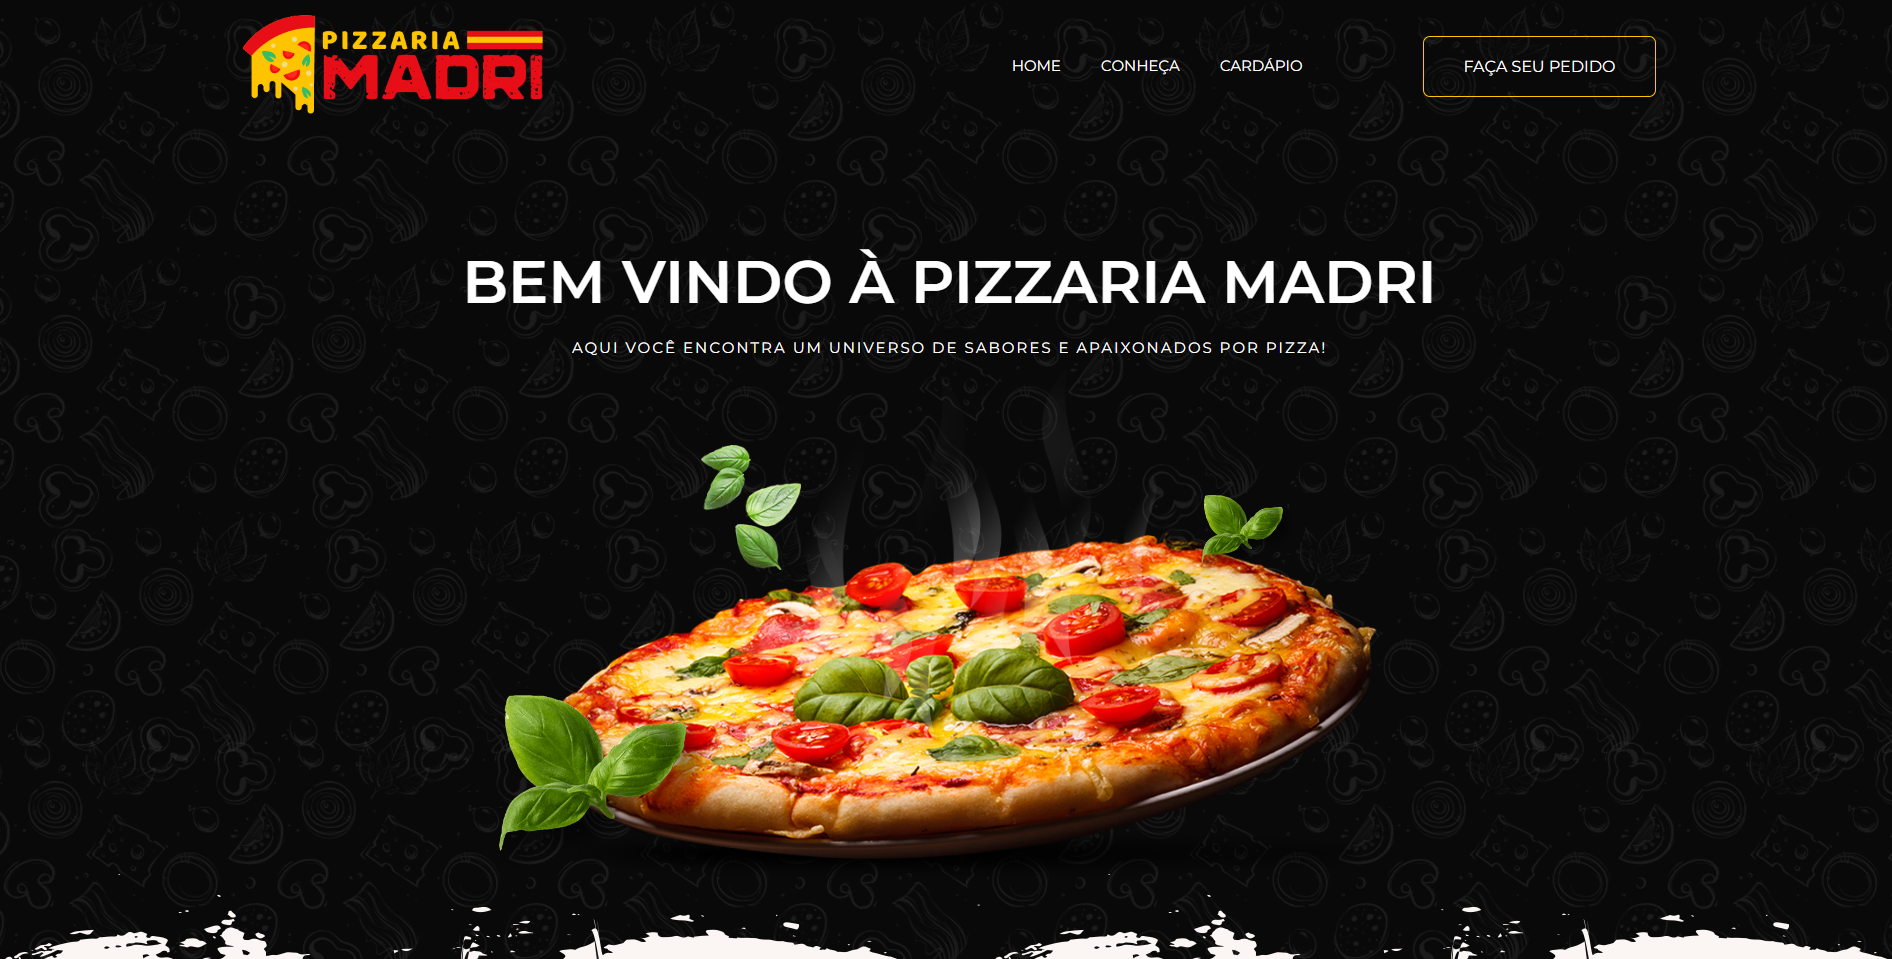 PIZZARIA
MADRI
HOME
CONHEÇA
CARDÁPIO
FAÇA SEU PEDIDO
BEM VINDO À PIZZARIA MADRI
AQUI VOCÊ ENCONTRA UM UNIVERSO DE SABORES E APAIXONADOS POR PIZZA!